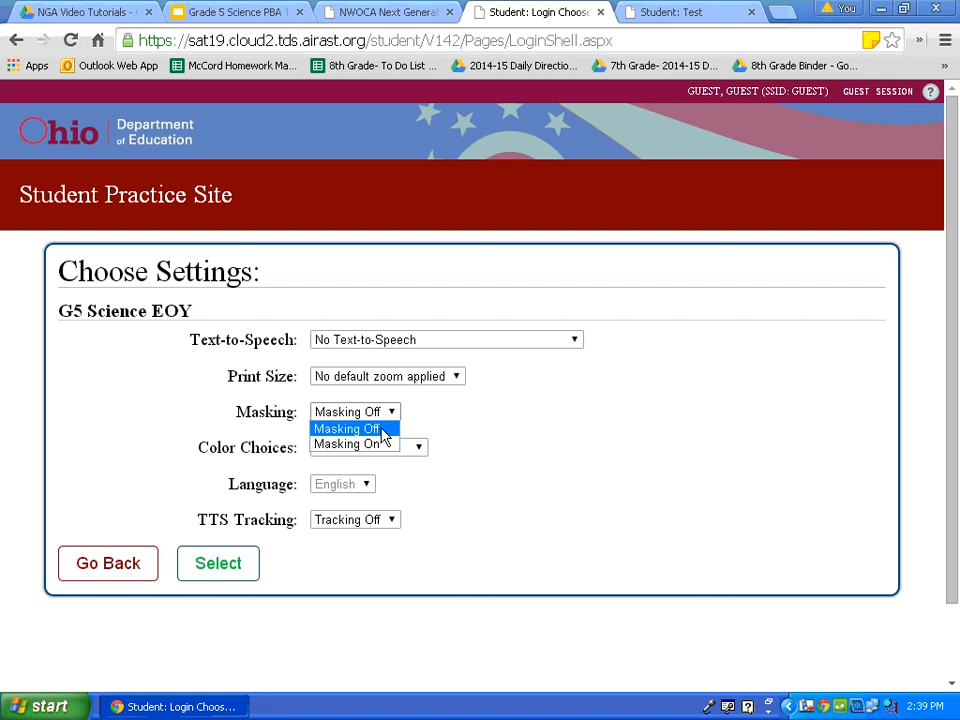 NGA Video Tutorials -
Grade 5 Science PBA T
NWOCA Next Genera
Student: Login Choose
Student: Test
You
https://sat19.cloud2.tds.airast.org/student/V142/Pages/LoginShell.aspx
Apps
Outlook Web App
McCord Homework Ma...
8th Grade- To Do List ...
2014-15 Daily Directio...
7th Grade- 2014-15 D...
8th Grade Binder - Go...
GUEST, GUEST (SSID: GUEST)
GUEST SESSION
?
Ohio
Department
of Education
Student Practice Site
Choose Settings:
G5 Science EOY
Text-to-Speech:
No Text-to-Speech
Print Size:
No default zoom applied
Masking:
Masking Off
Masking Off
Masking On
Color Choices:
Language:
English
TTS Tracking:
Tracking Off
Go Back
Select
start
Student: Login Choos...
2:39 PM